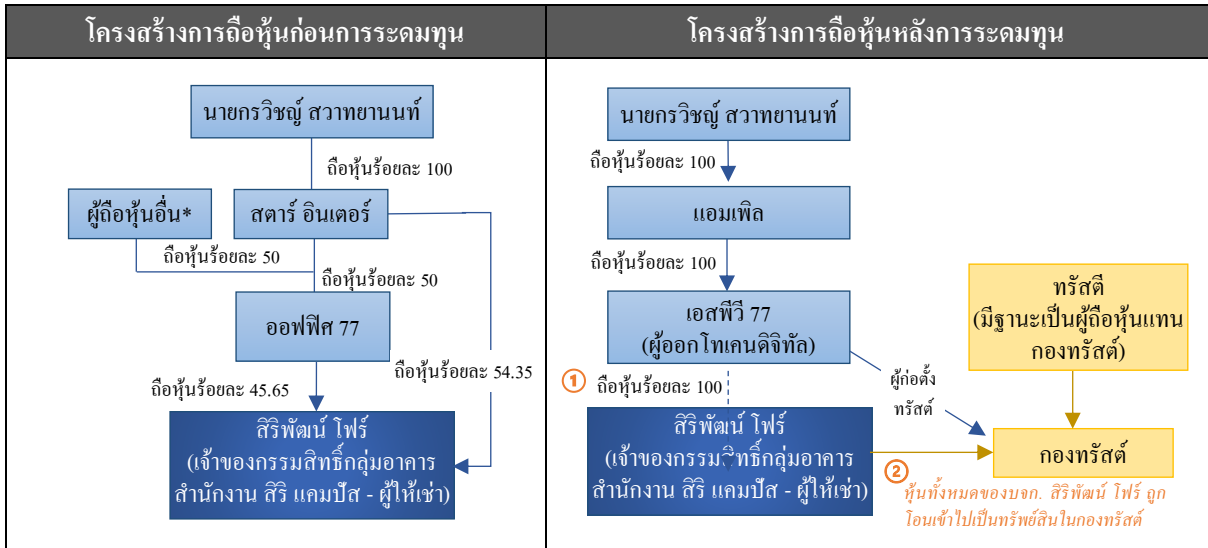 โครงสร้างการถือหุ้นก่อนการระดมทุน
นายกรวิชญ์ สวาทยานนท์
ถือหุ้นร้อยละ 100
ผู้ถือหุ้นอื่น*
สตาร์ อินเตอร์
ถือหุ้นร้อยละ 50
ถือหุ้นร้อยละ 50
ออฟฟิศ 77
ถือหุ้นร้อยละ 54.35
ถือหุ้นร้อยละ 45.65
สิริพัฒน์ โฟร์
(เจ้าของกรรมสิทธิ์กลุ่มอาคาร
สำนักงาน สิริ แคมปัส - ผู้ให้เช่า)
โครงสร้างการถือหุ้นหลังการระดมทุน
นายกรวิชญ์ สวาทยานนท์
ถือหุ้นร้อยละ 100
แอมเพิล
ถือหุ้นร้อยละ 100
เอสพีวี 77
(ผู้ออกโทเคนดิจิทัล)
ทรัสตี
(มีฐานะเป็นผู้ถือหุ้นแทน
กองทรัสต์)
① ถือหุ้นร้อยละ 100
ผู้ก่อตั้ง
ทรัสต์
สิริพัฒน์ โฟร์
(เจ้าของกรรมสิทธิ์กลุ่มอาคาร
สำนักงาน สิริ แคมปัส - ผู้ให้เช่า)
กองทรัสต์
②
หุ้นทั้งหมดของบจก. สิริพัฒน์ โฟร์ ถูก
โอนเข้าไปเป็นทรัพย์สินในกองทรัสต์